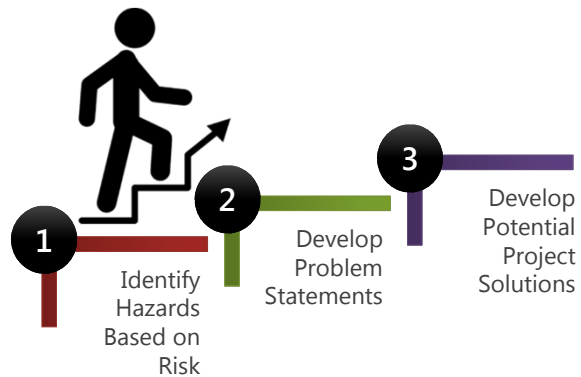 1
Identify
Hazards
Based on
Risk
2
Develop
Problem
Statements
3
Develop
Potential
Project
Solutions